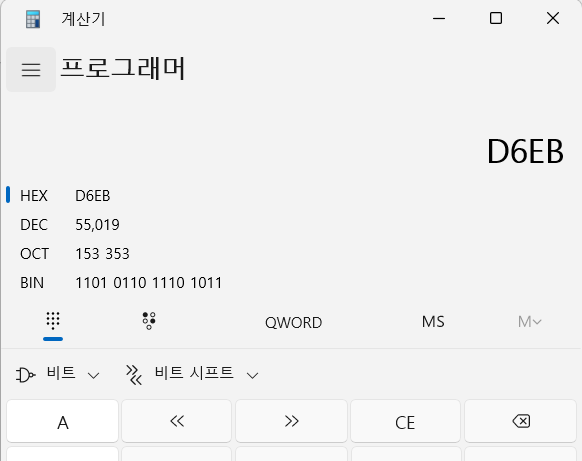 계산기
프로그래머
D6EB
HEX D6EB
DEC 55,019
OCT 153 353
BIN 1101 0110 1110 1011
QWORD MS M
비트 비트 시프트
A CE